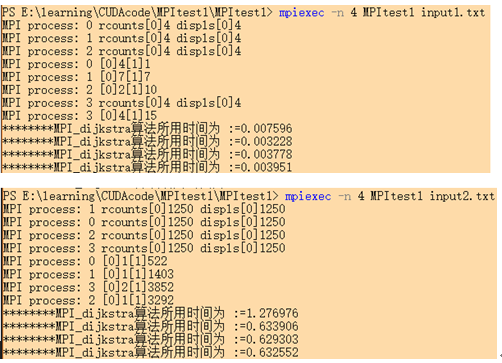 PS E:\learning\CUDAcode\MPItest1\MPItest1> mpiexec -n 4 MPItest1 input1.txt
MPI process: 0 rcounts[0]4 displs[0]4
MPI process: 1 rcounts[0]4 displs[0]4
MPI process: 2 rcounts[0]4 displs[0]4
MPI process: 0 [0]4[1]1
MPI process: 1 [0]7[1]7
MPI process: 2 [0]2[1]10
MPI process: 3 rcounts[0]4 displs[0]4
MPI process: 3 [0]4[1]15
********MPI_dijkstra算法所用时间为 :=0.007596
********MPI_dijkstra算法所用时间为 :=0.003228
********MPI_dijkstra算法所用时间为 :=0.003778
********MPI_dijkstra算法所用时间为 :=0.003951
PS E:\learning\CUDAcode\MPItest1\MPItest1> mpiexec -n 4 MPItest1 input2.txt
MPI process: 1 rcounts[0]1250 displs[0]1250
MPI process: 0 rcounts[0]1250 displs[0]1250
MPI process: 2 rcounts[0]1250 displs[0]1250
MPI process: 3 rcounts[0]1250 displs[0]1250
MPI process: 0 [0]1[1]522
MPI process: 1 [0]1[1]1403
MPI process: 3 [0]2[1]3852
MPI process: 2 [0]1[1]3292
********MPI_dijkstra算法所用时间为 :=1.276976
********MPI_dijkstra算法所用时间为 :=0.633906
********MPI_dijkstra算法所用时间为 :=0.629303
********MPI_dijkstra算法所用时间为 :=0.632552